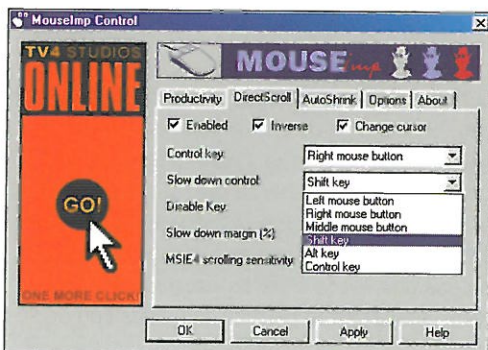 MouseImp Control
TV4 STUDIOS
ONLINE
GO!
ONE MORE CLICK!
MOUSE imp
Productivity DirectScroll AutoShrink Options About
Enabled Inverse Change cursor
Control key: Right mouse button
Slow down control: Shift key
Disable Key:
Slow down margin (%)
MSIE4 scrolling sensitivity
Left mouse button
Right mouse button
Middle mouse button
Shift key
Alt key
Control key
OK Cancel Apply Help